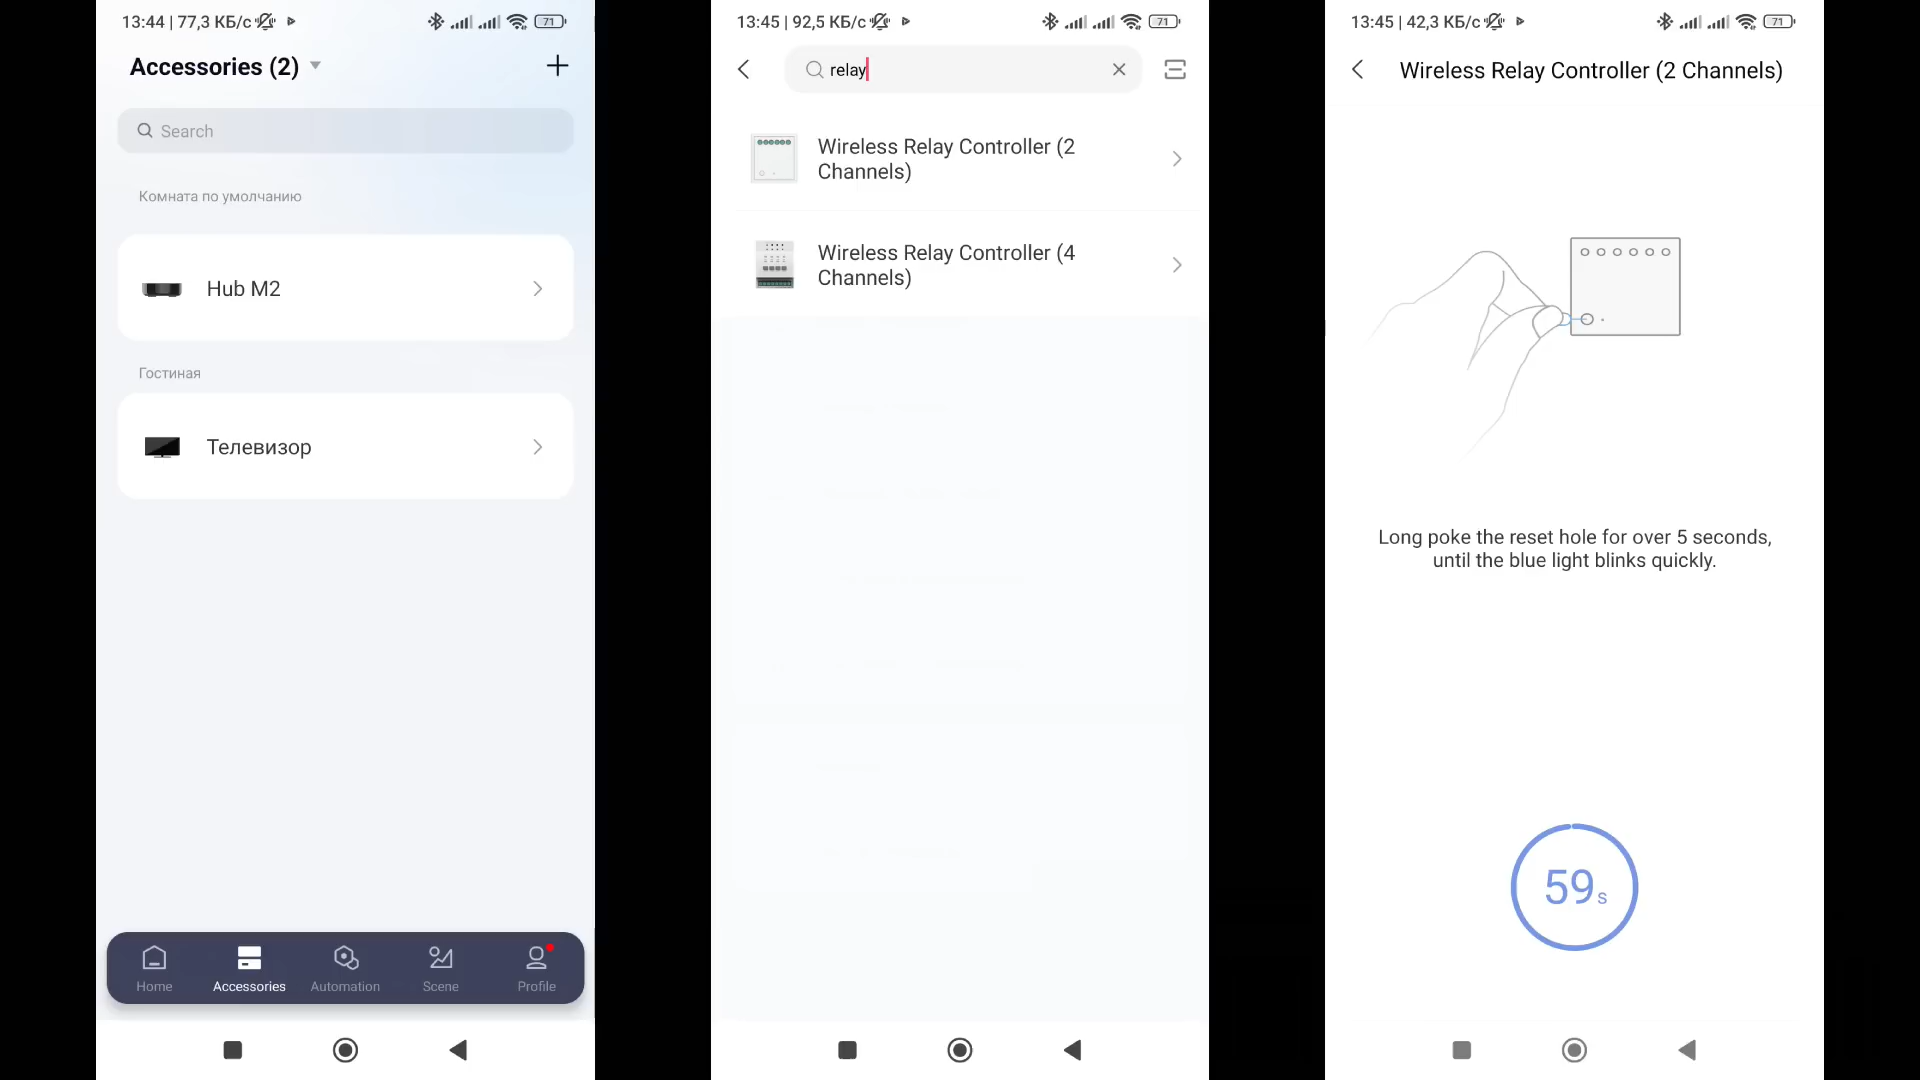 13:44 | 77,3 КБ/с
71
Accessories (2)
Search
Комната по умолчанию
Hub M2
Гостиная
Телевизор
Home
Accessories
Automation
Scene
Profile
13:45 | 92,5 КБ/с
71
relay
Wireless Relay Controller (2
Channels)
Wireless Relay Controller (4
Channels)
13:45 | 42,3 КБ/с
71
Wireless Relay Controller (2 Channels)
Long poke the reset hole for over 5 seconds,
until the blue light blinks quickly.
59s